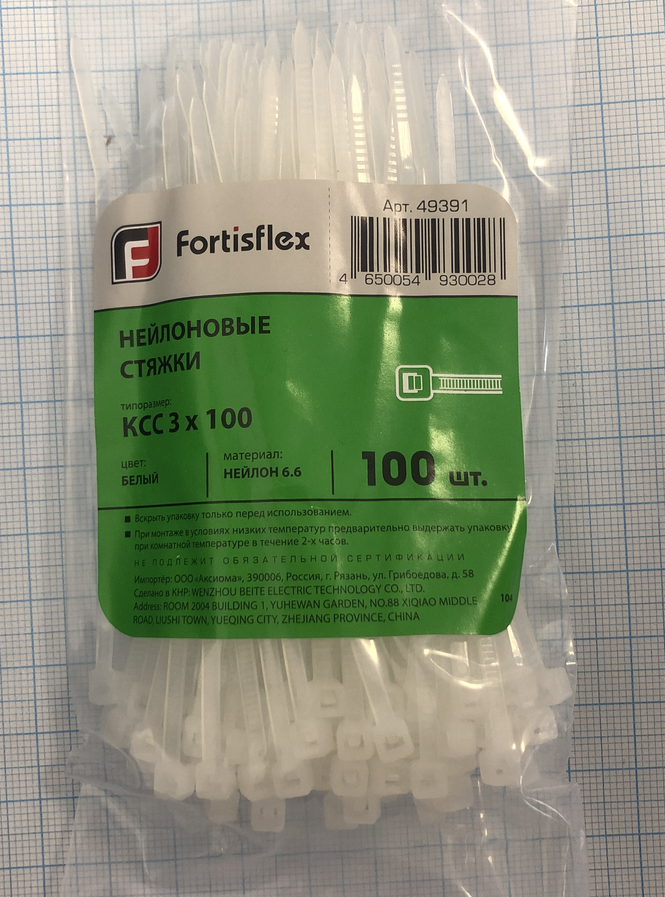 Fortisflex
Арт. 49391
4 650054 930028
НЕЙЛОНОВЫЕ
СТЯЖКИ
типоразмер:
КСС 3 х 100
цвет:
БЕЛЫЙ
материал:
НЕЙЛОН 6.6
100 шт.
Вскрыть упаковку только перед использованием.
При монтаже в условиях низких температур предварительно выдержать упаковку
при комнатной температуре в течение 2-х часов.
НЕ ПОДЛЕЖИТ ОБЯЗАТЕЛЬНОЙ СЕРТИФИКАЦИИ
Импортёр: ООО «Аксиома», 390006, Россия, г. Рязань, ул. Грибоедова, д. 58
Сделано в КНР: WENZHOU BEITE ELECTRIC TECHNOLOGY CO., LTD.
Address: ROOM 2004 BUILDING 1, YUHEWAN GARDEN, NO.88 XIQIAO MIDDLE
ROAD, LIUSHI TOWN, YUEQING CITY, ZHEJIANG PROVINCE, CHINA
104